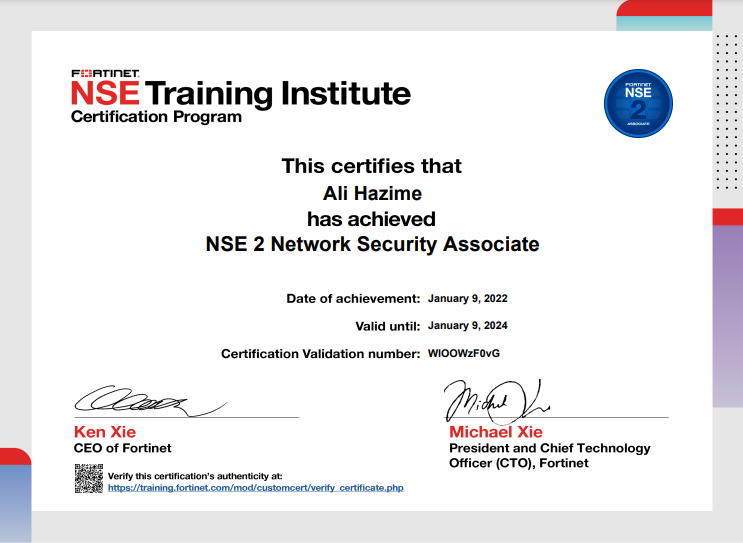 FORTINET
NSE Training Institute
Certification Program
FORTINET
NSE
2
ASSOCIATE
This certifies that
Ali Hazime
has achieved
NSE 2 Network Security Associate
Date of achievement: January 9, 2022
Valid until: January 9, 2024
Certification Validation number: WIOOWzF0vG
Ken Xie
CEO of Fortinet
Michael Xie
President and Chief Technology
Officer (CTO), Fortinet
Verify this certification's authenticity at:
https://training.fortinet.com/mod/customcert/verify_certificate.php